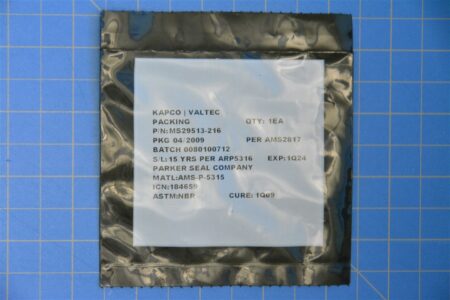 KAPCO | VALTEC
PACKING QTY: 1EA
P/N:MS29513-216
PKG 04-2009 PER AMS2817
BATCH 0080100712
S/L:15 YRS PER ARP5316 EXP:1Q24
PARKER SEAL COMPANY
MATL:AMS-P-5315
ICN:184659
ASTM:NBR CURE: 1Q09